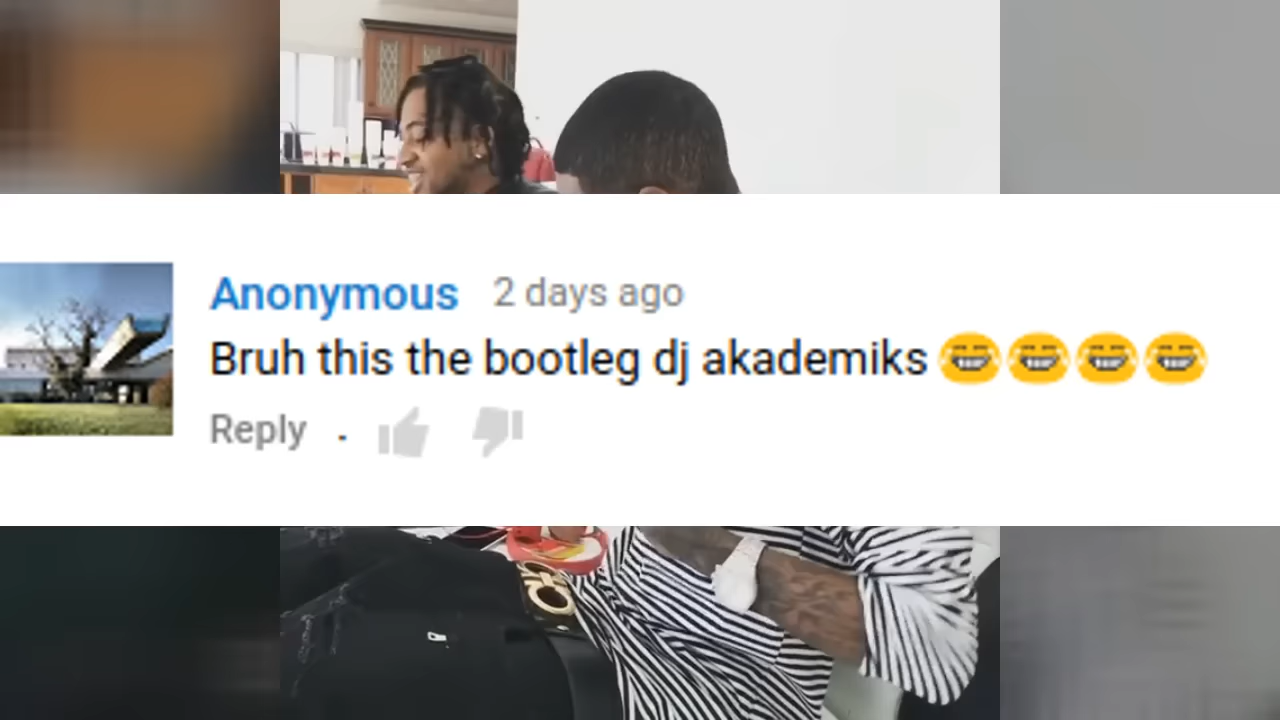 Anonymous 2 days ago
Bruh this the bootleg dj akademiks 😂😂😂😂
Reply .